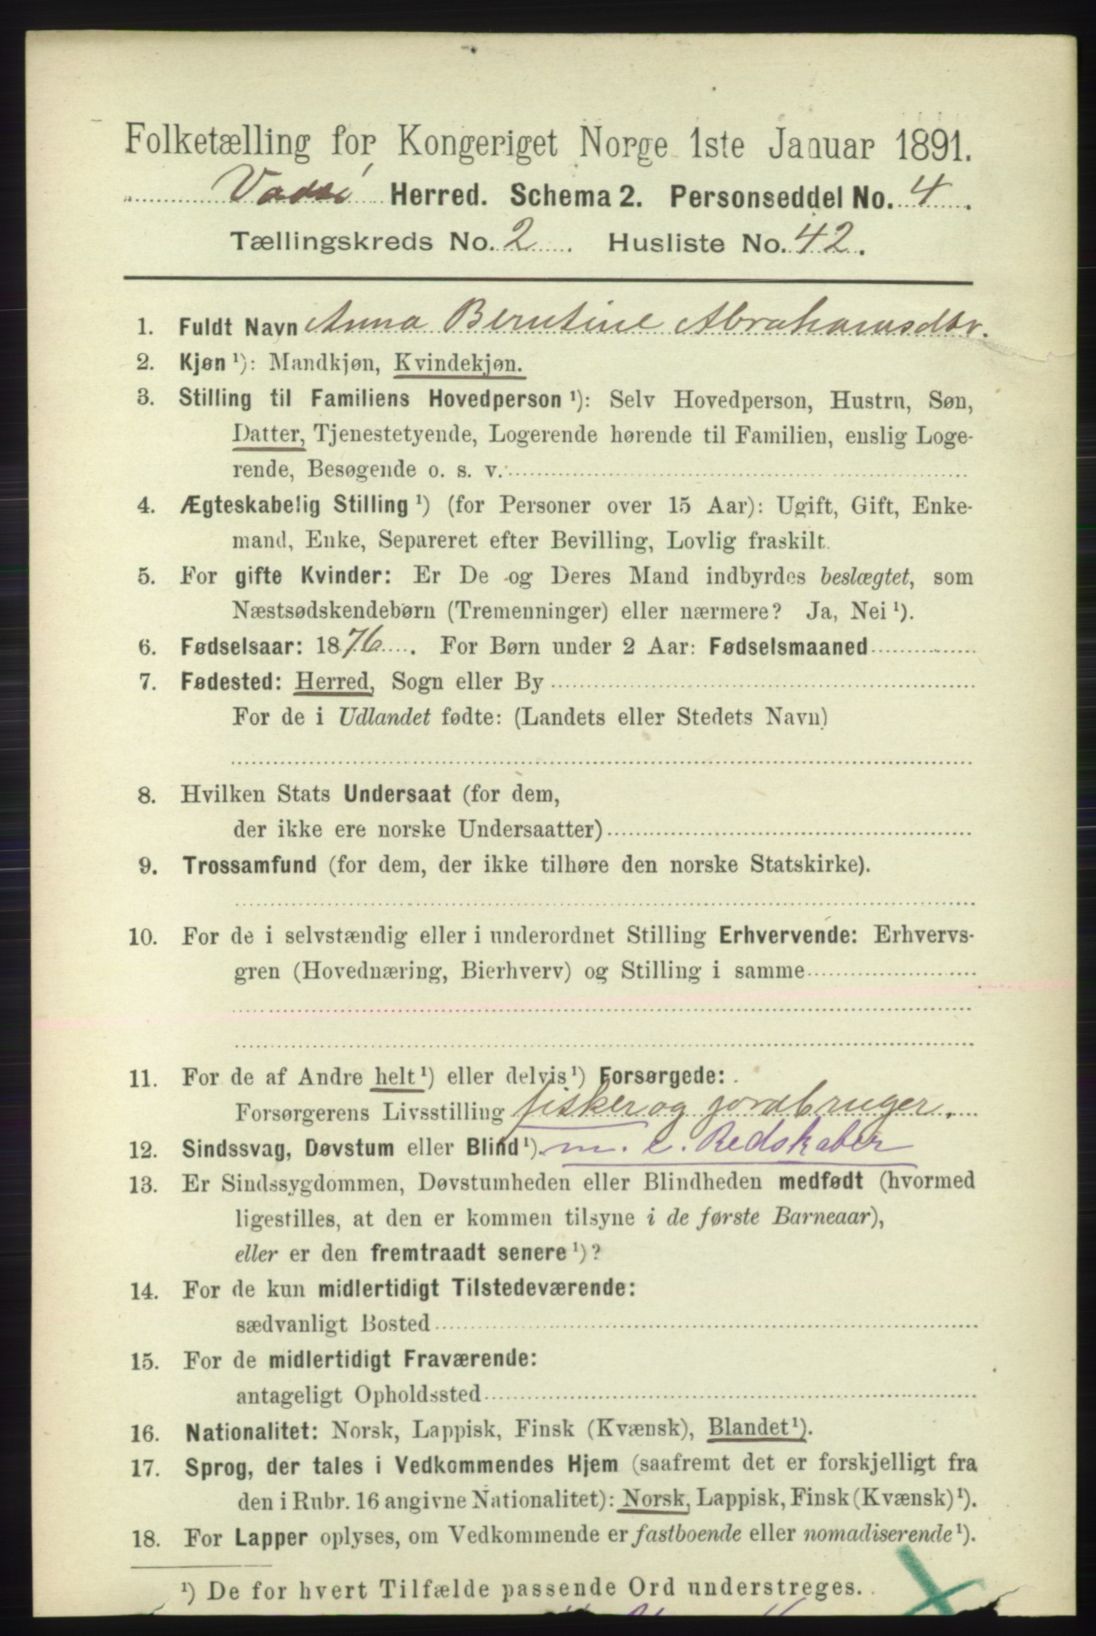 Folketælling for Kongeriget Norge 1ste Januar 1891.
Vadsö Herred. Schema 2. Personseddel No. 4.
Tællingskreds No. 2. Husliste No. 42.
1. Fuldt Navn Anna Berntine Abrahamsdtr.
2. Kjøn ¹): Mandkjøn, Kvindekjøn.
3. Stilling til Familiens Hovedperson ¹): Selv Hovedperson, Hustru, Søn,
Datter, Tjenestetyende, Logerende hørende til Familien, enslig Loge-
rende, Besøgende o. s. v.
4. Ægteskabelig Stilling ¹) (for Personer over 15 Aar): Ugift, Gift, Enke-
mand, Enke, Separeret efter Bevilling, Lovlig fraskilt.
5. For gifte Kvinder: Er De og Deres Mand indbyrdes beslægtet, som
Næstsødskendebørn (Tremenninger) eller nærmere? Ja, Nei ¹).
6. Fødselsaar: 1876. For Børn under 2 Aar: Fødselsmaaned
7. Fødested: Herred, Sogn eller By
For de i Udlandet fødte: (Landets eller Stedets Navn)
8. Hvilken Stats Undersaat (for dem,
der ikke ere norske Undersaatter)
9. Trossamfund (for dem, der ikke tilhøre den norske Statskirke).
10. For de i selvstændig eller i underordnet Stilling Erhvervende: Erhvervs-
gren (Hovednæring, Bierhverv) og Stilling i samme
11. For de af Andre helt ¹) eller delvis ¹) Forsørgede:
Forsørgerens Livsstilling fisker og jordbruger.
12. Sindssvag, Døvstum eller Blind ¹). m. e. Redskaber
13. Er Sindssygdommen, Døvstumheden eller Blindheden medfødt (hvormed
ligestilles, at den er kommen tilsyne i de første Barneaar),
eller er den fremtraadt senere ¹)?
14. For de kun midlertidigt Tilstedeværende:
sædvanligt Bosted
15. For de midlertidigt Fraværende:
antageligt Opholdssted
16. Nationalitet: Norsk, Lappisk, Finsk (Kvænsk), Blandet ¹).
17. Sprog, der tales i Vedkommendes Hjem (saafremt det er forskjelligt fra
den i Rubr. 16 angivne Nationalitet): Norsk, Lappisk, Finsk (Kvænsk) ¹).
18. For Lapper oplyses, om Vedkommende er fastboende eller nomadiserende ¹).
¹) De for hvert Tilfælde passende Ord understreges.